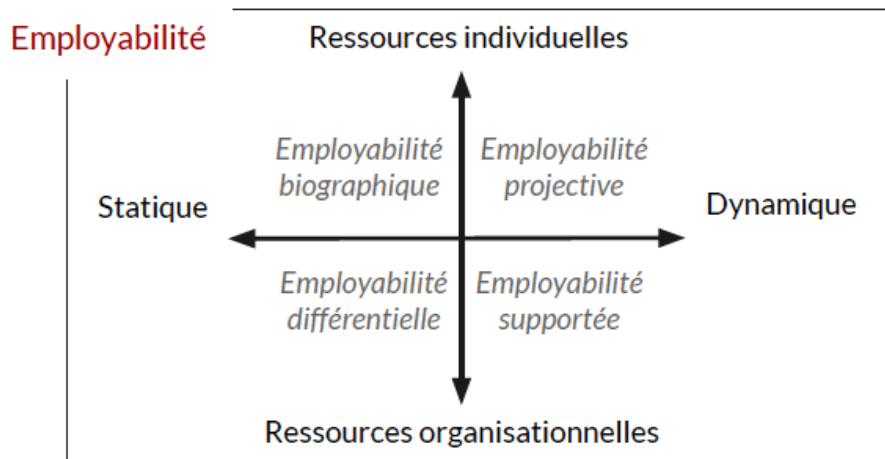 Employabilité
Ressources individuelles
Employabilité
biographique
Employabilité
projective
Statique
Dynamique
Employabilité
différentielle
Employabilité
supportée
Ressources organisationnelles